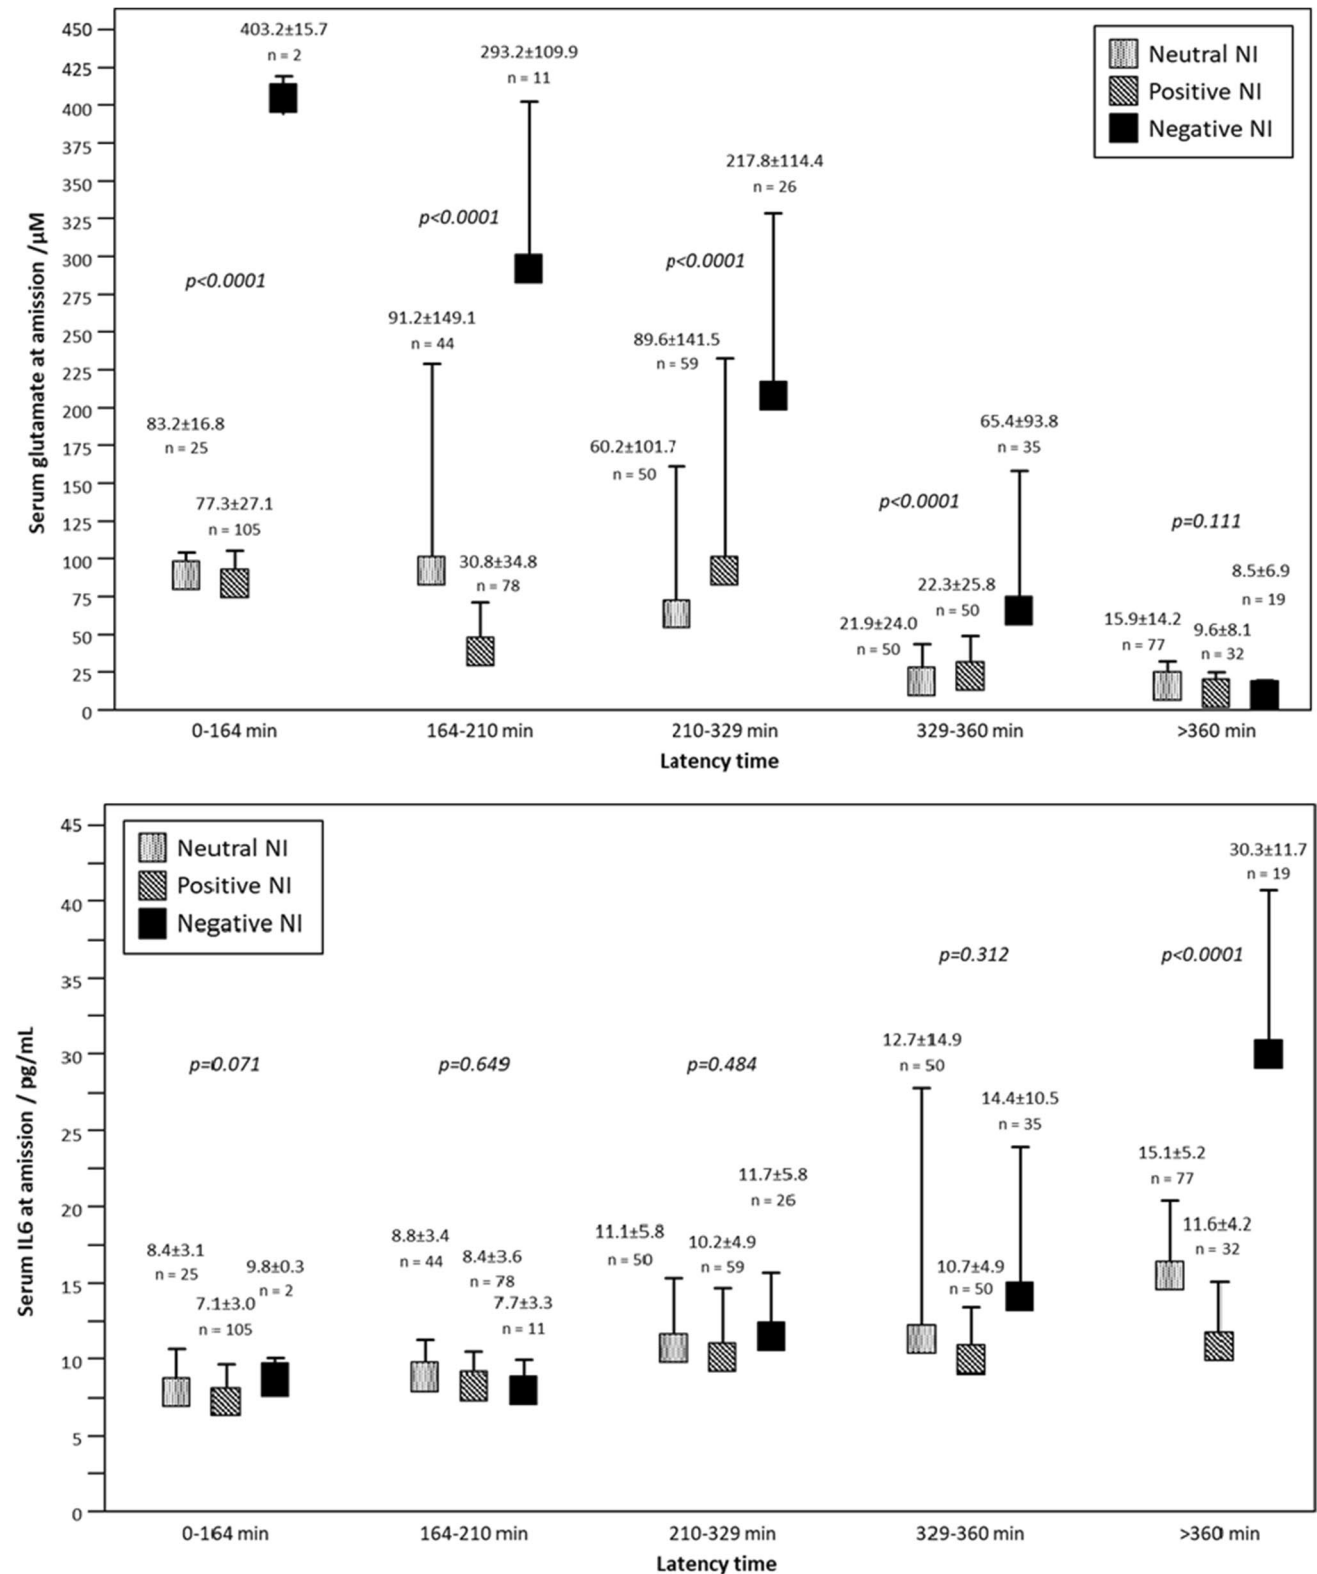 Serum glutamate at amission /µM
450
425
400
375
350
325
300
275
250
225
200
175
150
125
100
75
50
25
0
Neutral NI
Positive NI
Negative NI
403.2±15.7
n = 2
83.2±16.8
n = 25
77.3±27.1
n = 105
p<0.0001
293.2±109.9
n = 11
p<0.0001
91.2±149.1
n = 44
30.8±34.8
n = 78
217.8±114.4
n = 26
p<0.0001
89.6±141.5
n = 59
60.2±101.7
n = 50
65.4±93.8
n = 35
p<0.0001
22.3±25.8
n = 50
21.9±24.0
n = 50
p=0.111
8.5±6.9
n = 19
15.9±14.2
n = 77
9.6±8.1
n = 32
0-164 min
164-210 min
210-329 min
329-360 min
>360 min
Latency time
Serum IL6 at amission / pg/mL
45
40
35
30
25
20
15
10
5
0
Neutral NI
Positive NI
Negative NI
p=0.071
8.4±3.1
n = 25
9.8±0.3
n = 2
7.1±3.0
n = 105
p=0.649
8.8±3.4
n = 44
8.4±3.6
n = 78
7.7±3.3
n = 11
p=0.484
11.7±5.8
n = 26
11.1±5.8
n = 50
10.2±4.9
n = 59
p=0.312
12.7±14.9
n = 50
14.4±10.5
n = 35
10.7±4.9
n = 50
30.3±11.7
n = 19
p<0.0001
15.1±5.2
n = 77
11.6±4.2
n = 32
0-164 min
164-210 min
210-329 min
329-360 min
>360 min
Latency time